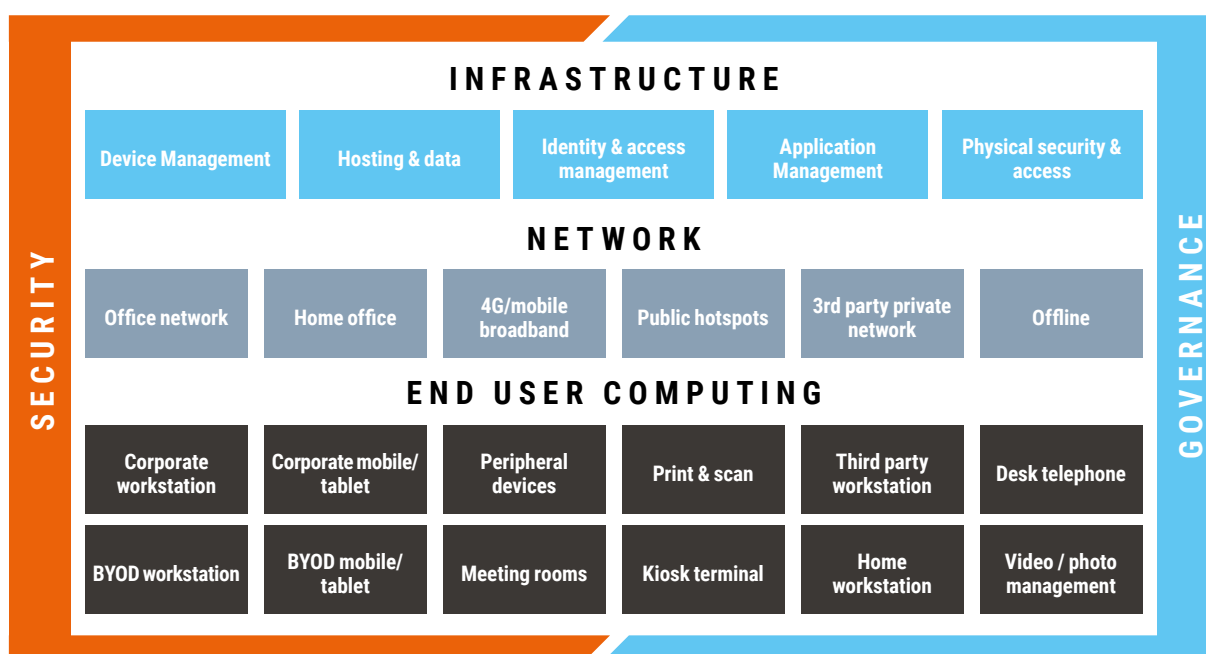 INFRASTRUCTURE
Device Management
Hosting & data
Identity & access
management
Application
Management
Physical security &
access
NETWORK
Office network
Home office
4G/mobile
broadband
Public hotspots
3rd party private
network
Offline
END USER COMPUTING
Corporate
workstation
Corporate mobile/
tablet
Peripheral
devices
Print & scan
Third party
workstation
Desk telephone
BYOD workstation
BYOD mobile/
tablet
Meeting rooms
Kiosk terminal
Home
workstation
Video / photo
management
SECURITY
GOVERNANCE